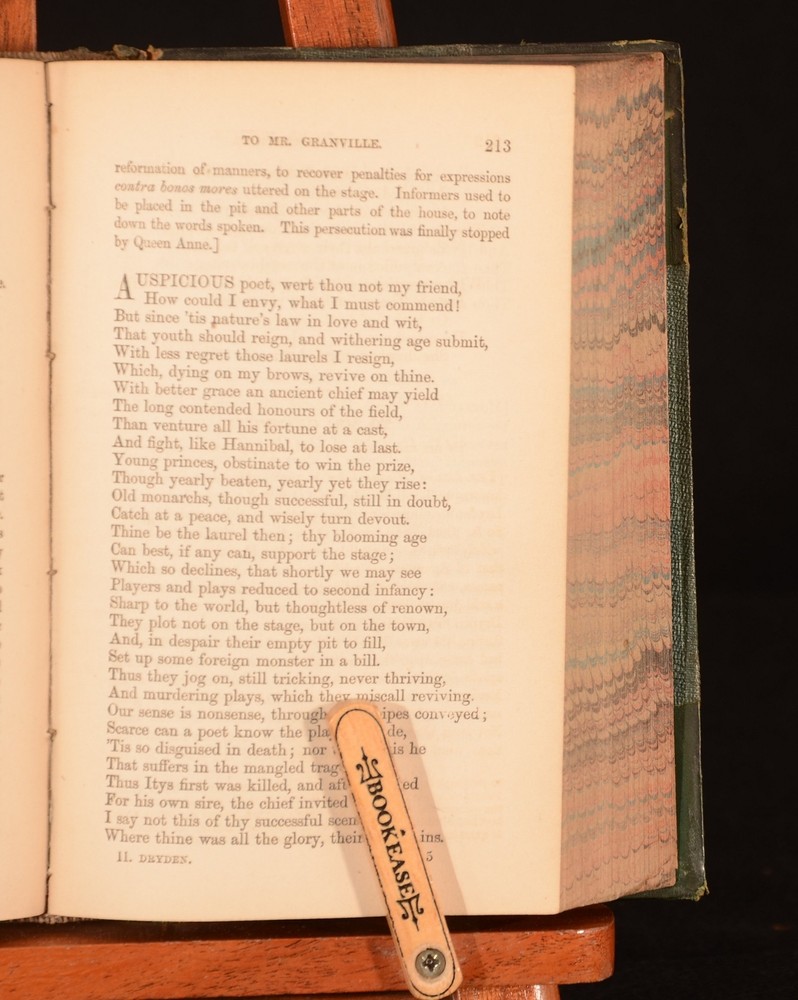 TO MR. GRANVILLE. 213
reformation of manners, to recover penalties for expressions
contra bonos mores uttered on the stage. Informers used to
be placed in the pit and other parts of the house, to note
down the words spoken. This persecution was finally stopped
by Queen Anne.]
AUSPICIOUS poet, wert thou not my friend,
How could I envy, what I must commend!
But since 'tis nature's law in love and wit,
That youth should reign, and withering age submit,
With less regret those laurels I resign,
Which, dying on my brows, revive on thine.
With better grace an ancient chief may yield
The long contended honours of the field,
Than venture all his fortune at a cast,
And fight, like Hannibal, to lose at last.
Young princes, obstinate to win the prize,
Though yearly beaten, yearly yet they rise:
Old monarchs, though successful, still in doubt,
Catch at a peace, and wisely turn devout.
Thine be the laurel then; thy blooming age
Can best, if any can, support the stage;
Which so declines, that shortly we may see
Players and plays reduced to second infancy:
Sharp to the world, but thoughtless of renown,
They plot not on the stage, but on the town,
And, in despair their empty pit to fill,
Set up some foreign monster in a bill.
Thus they jog on, still tricking, never thriving,
And murdering plays, which they miscall reviving.
Our sense is nonsense, through ipes conveyed;
Scarce can a poet know the pla de,
'Tis so disguised in death; nor is he
That suffers in the mangled trag
Thus Itys first was killed, and aft ed
For his own sire, the chief invited
I say not this of thy successful scen
Where thine was all the glory, their ins.
II. DRYDEN. 5
BOOKEASE